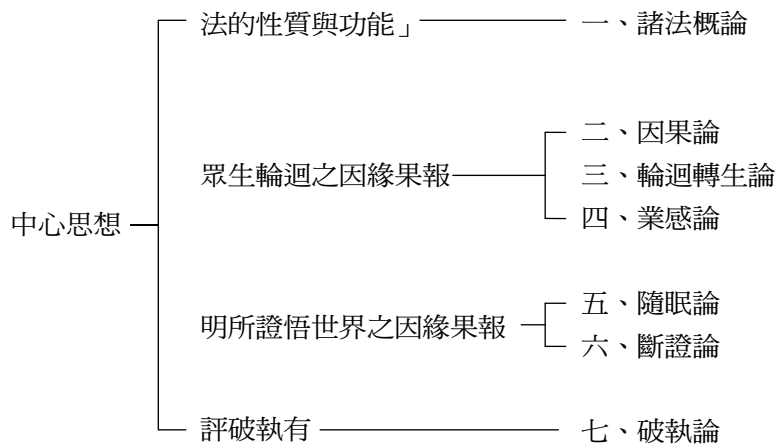 法的性質與功能」
一、諸法概論
二、因果論
眾生輪迴之因緣果報
三、輪迴轉生論
四、業感論
中心思想
五、隨眠論
明所證悟世界之因緣果報
六、斷證論
評破執有
七、破執論